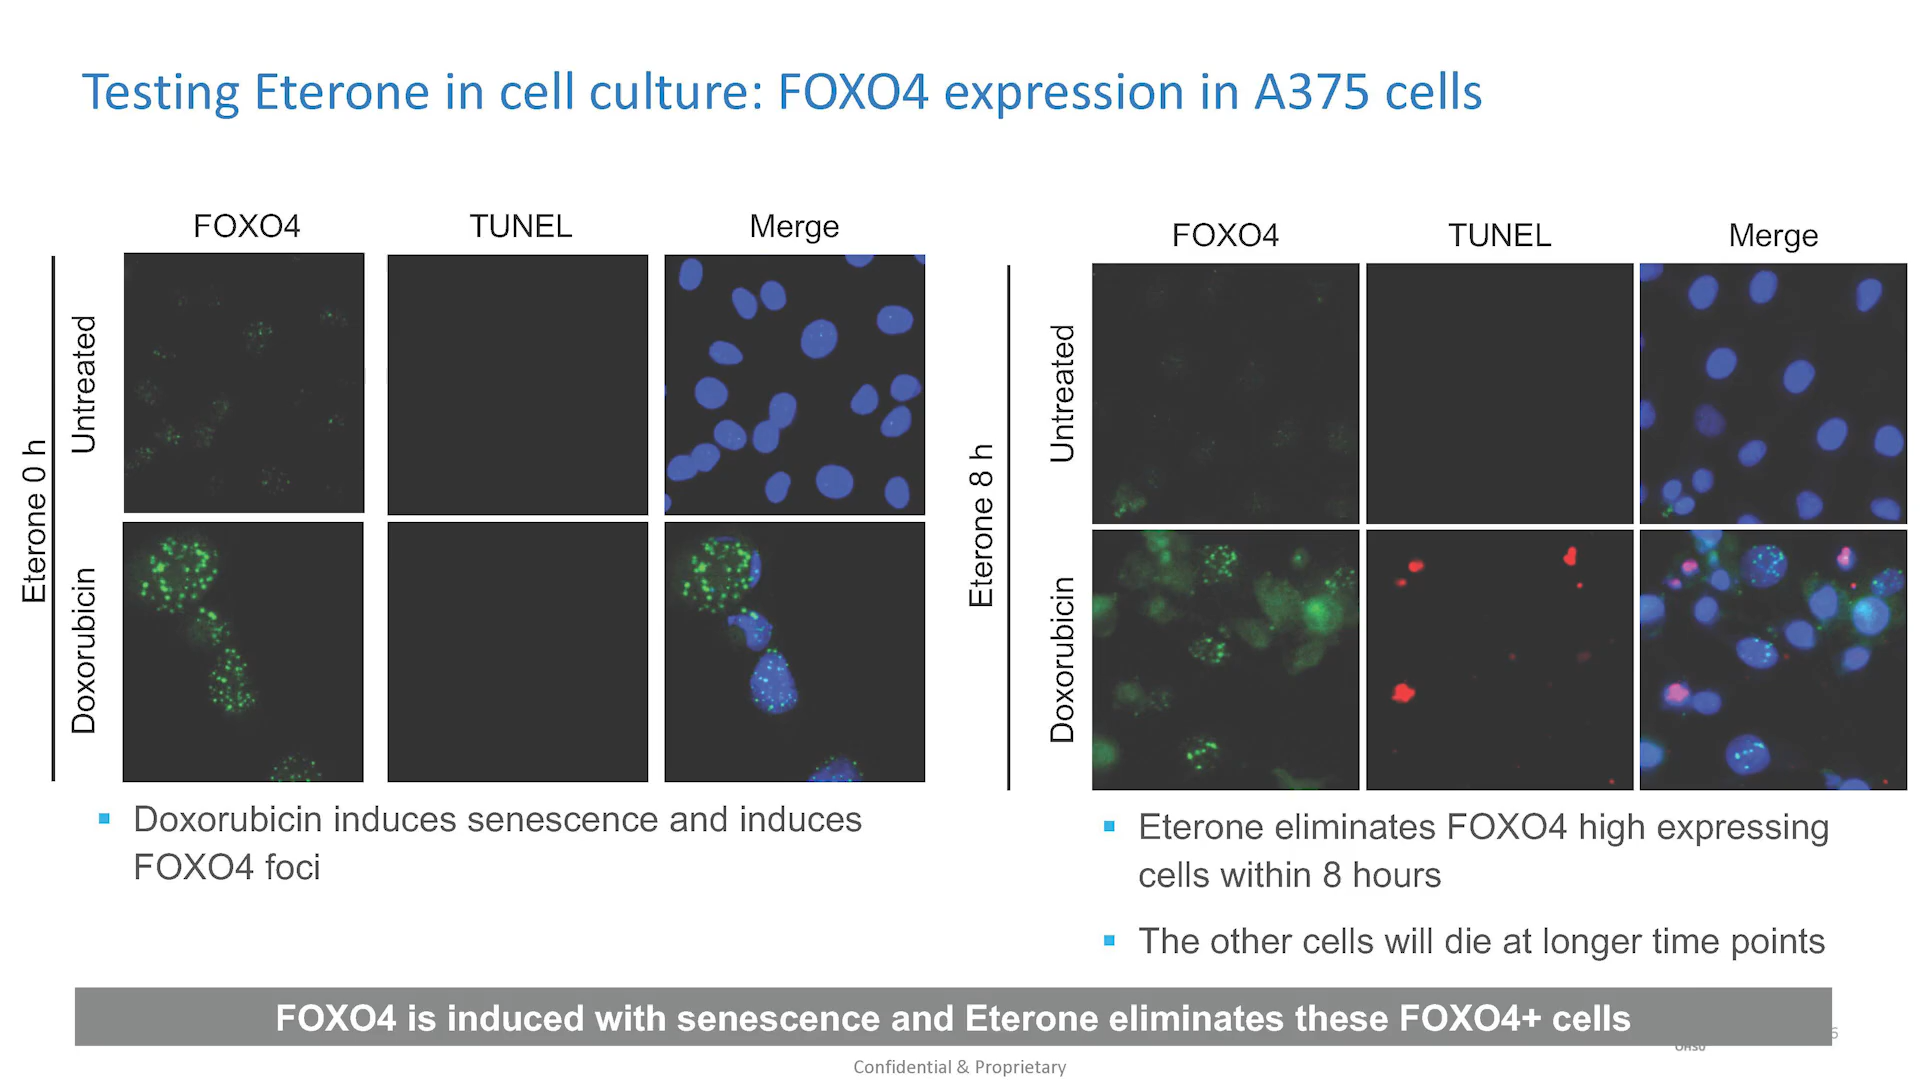 Testing Eterone in cell culture: FOXO4 expression in A375 cells
FOXO4 TUNEL Merge
Eterone 0 h
Untreated
Doxorubicin
▪ Doxorubicin induces senescence and induces
FOXO4 foci
FOXO4 TUNEL Merge
Eterone 8 h
Untreated
Doxorubicin
▪ Eterone eliminates FOXO4 high expressing
cells within 8 hours
▪ The other cells will die at longer time points
FOXO4 is induced with senescence and Eterone eliminates these FOXO4+ cells
Confidential & Proprietary